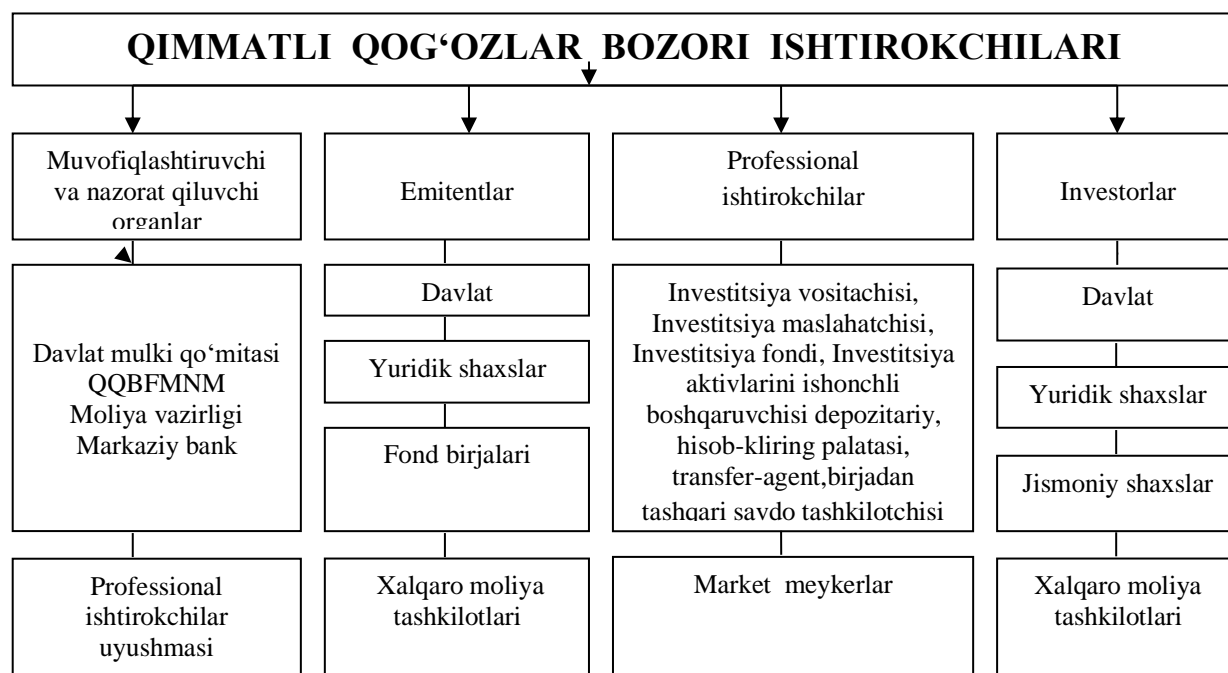 QIMMATLI QOG‘OZLAR BOZORI ISHTIROKCHILARI
Muvofiqlashtiruvchi
va nazorat qiluvchi
organlar
Davlat mulki qo‘mitasi
QQBFMNM
Moliya vazirligi
Markaziy bank
Professional
ishtirokchilar
uyushmasi
Emitentlar
Davlat
Yuridik shaxslar
Fond birjalari
Xalqaro moliya
tashkilotlari
Professional
ishtirokchilar
Investitsiya vositachisi,
Investitsiya maslahatchisi,
Investitsiya fondi, Investitsiya
aktivlarini ishonchli
boshqaruvchisi depozitariy,
hisob-kliring palatasi,
transfer-agent,birjadan
tashqari savdo tashkilotchisi
Market meykerlar
Investorlar
Davlat
Yuridik shaxslar
Jismoniy shaxslar
Xalqaro moliya
tashkilotlari